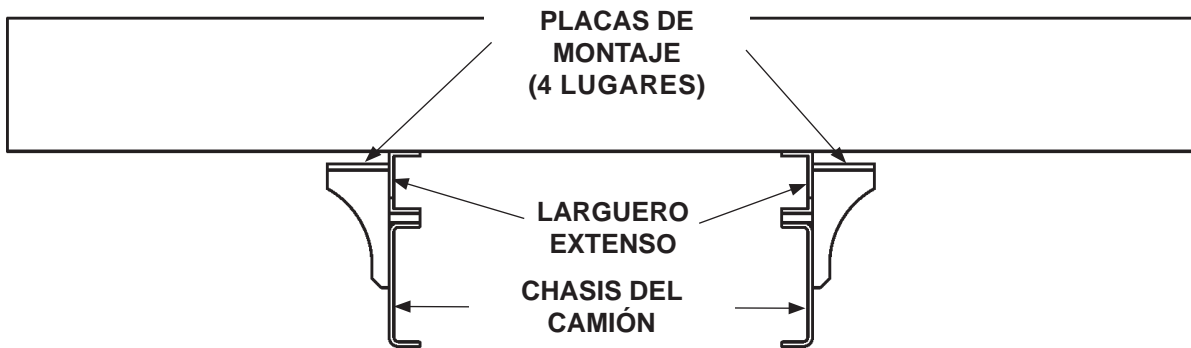 PLACAS DE
MONTAJE
(4 LUGARES)
LARGUERO
EXTENSO
CHASIS DEL
CAMIÓN